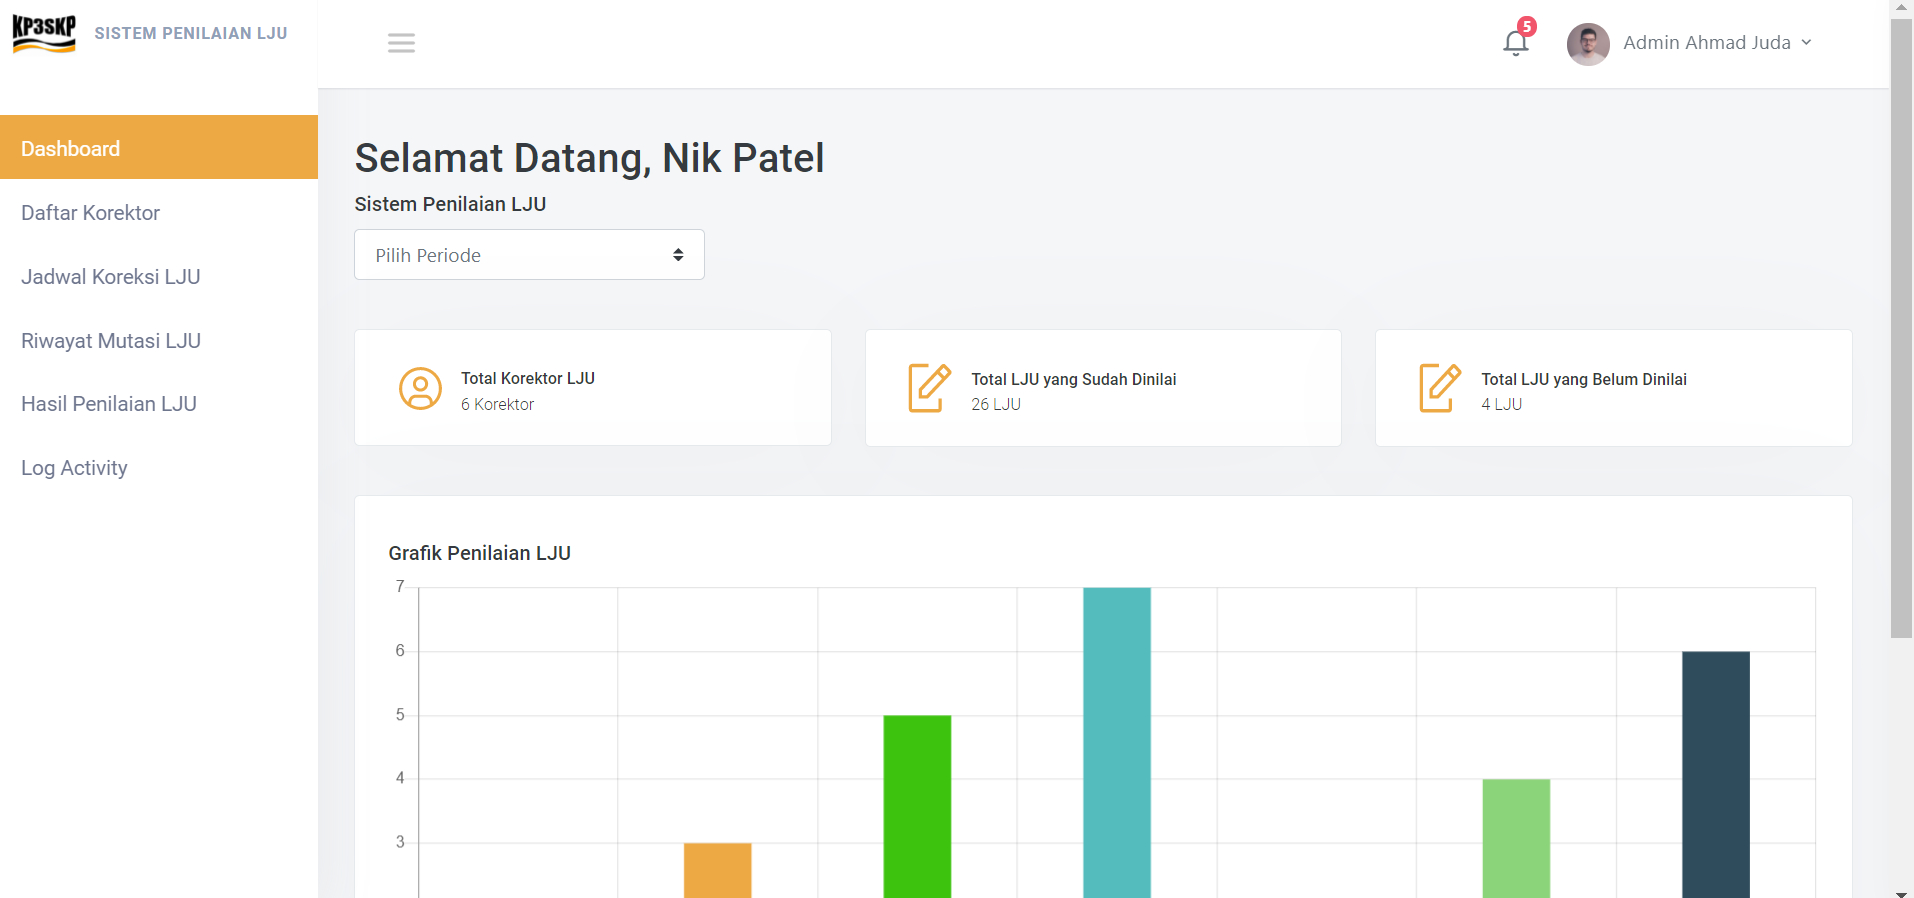 KP3SKP
SISTEM PENILAIAN LJU
5
Admin Ahmad Juda
Dashboard
Daftar Korektor
Jadwal Koreksi LJU
Riwayat Mutasi LJU
Hasil Penilaian LJU
Log Activity
Selamat Datang, Nik Patel
Sistem Penilaian LJU
Pilih Periode
Total Korektor LJU
6 Korektor
Total LJU yang Sudah Dinilai
26 LJU
Total LJU yang Belum Dinilai
4 LJU
Grafik Penilaian LJU
7
6
5
4
3